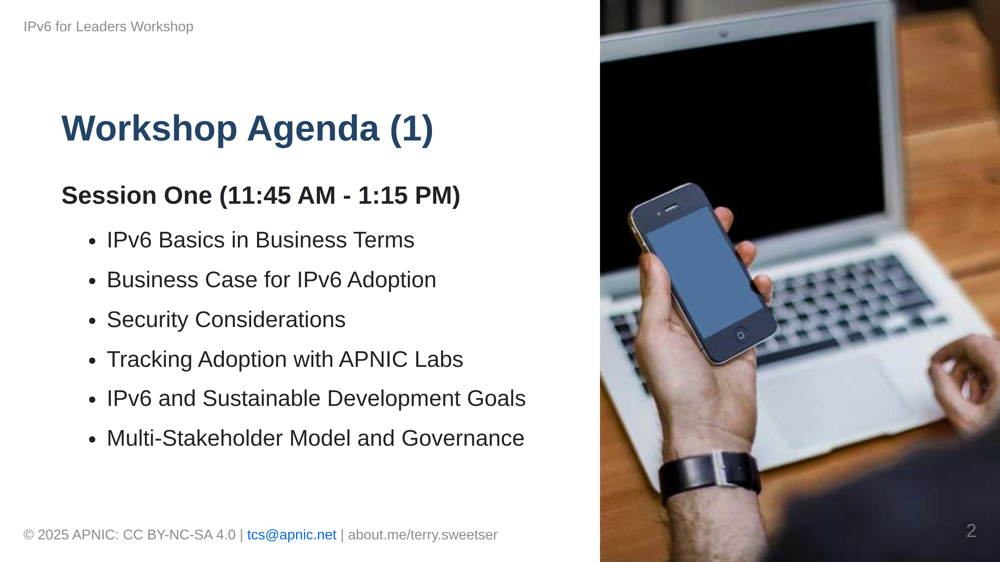 IPv6 for Leaders Workshop
Workshop Agenda (1)
Session One (11:45 AM - 1:15 PM)
• IPv6 Basics in Business Terms
• Business Case for IPv6 Adoption
• Security Considerations
• Tracking Adoption with APNIC Labs
• IPv6 and Sustainable Development Goals
• Multi-Stakeholder Model and Governance
© 2025 APNIC: CC BY-NC-SA 4.0 | tcs@apnic.net | about.me/terry.sweetser
2